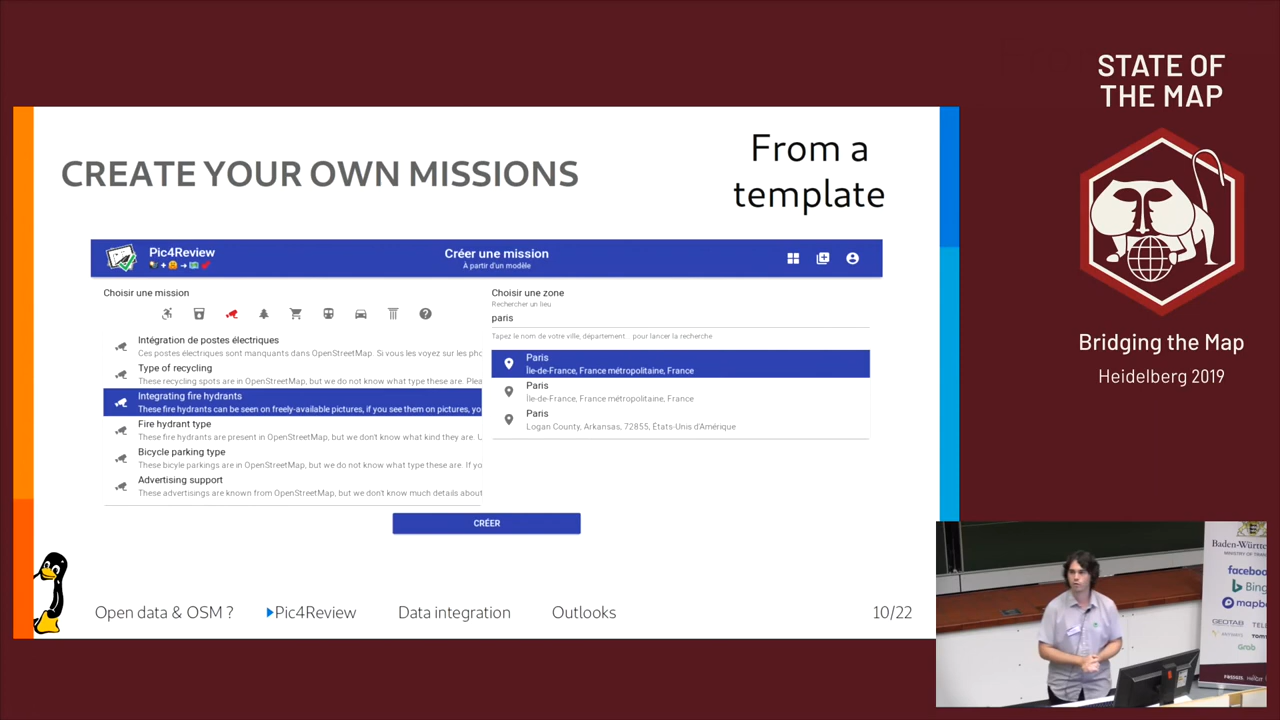 STATE OF
THE MAP
Bridging the Map
Heidelberg 2019
CREATE YOUR OWN MISSIONS
From a
template
Pic4Review
Créer une mission
À partir d'un modèle
Choisir une mission
Intégration de postes électriques
Ces postes électriques sont manquants dans OpenStreetMap. Si vous les voyez sur les pho
Type of recycling
These recycling spots are in OpenStreetMap, but we do not know what type these are. Plea
Integrating fire hydrants
These fire hydrants can be seen on freely-available pictures, if you see them on pictures, yo
Fire hydrant type
These fire hydrants are present in OpenStreetMap, but we don't know what kind they are. U
Bicycle parking type
These bicyle parkings are in OpenStreetMap, but we do not know what type these are. If yo
Advertising support
These advertisings are known from OpenStreetMap, but we don't know much details about
Choisir une zone
Rechercher un lieu
paris
Tapez le nom de votre ville, département... pour lancer la recherche
Paris
Île-de-France, France métropolitaine, France
Paris
Île-de-France, France métropolitaine, France
Paris
Logan County, Arkansas, 72855, États-Unis d'Amérique
CRÉER
Open data & OSM ?
Pic4Review
Data integration
Outlooks
10/22
Baden-Württ
MINISTRY OF
facebo
Bing
mapb
GEOTAB
Grab